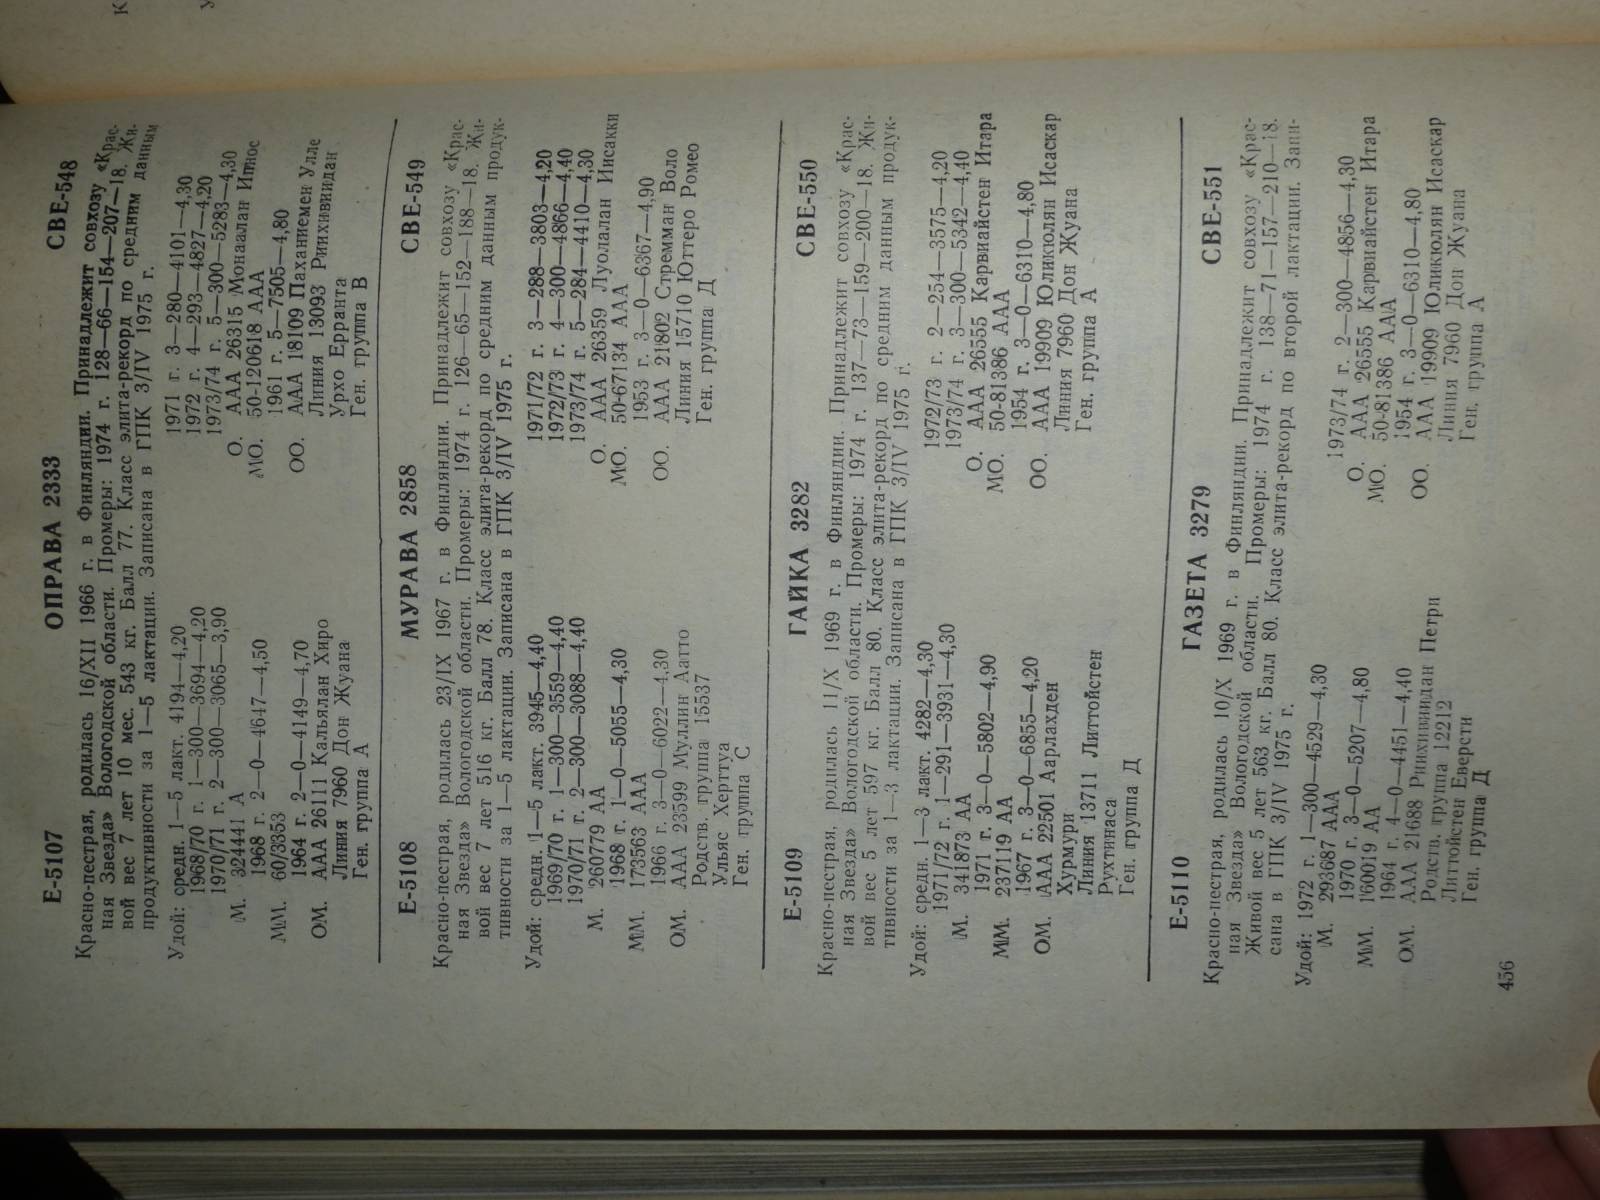 Е-5107 ОПРАВА 2333 СВЕ-548
Красно-пестрая, родилась 16/XII 1966 г. в Финляндии. Принадлежит совхозу «Крас-
ная Звезда» Вологодской области. Промеры: 1974 г. 128—66—154—207—18. Жи-
вой вес 7 лет 10 мес. 543 кг. Балл 77. Класс элита-рекорд по средним данным
продуктивности за 1—5 лактации. Записана в ГПК 3/IV 1975 г.
Удой: средн. 1—5 лакт. 4194—4,20
1968/70 г. 1—300—3694—4,20
1970/71 г. 2—300—3065—3,90
М. 324441 А
1968 г. 2—0—4647—4,50
ММ. 60/3353
1964 г. 2—0—4149—4,70
ОМ. ААА 26111 Кальялан Хиро
Линия 7960 Дон Жуана
Ген. группа А
1971 г. 3—280—4101—4,30
1972 г. 4—293—4827—4,20
1973/74 г. 5—300—5283—4,30
О. ААА 26315 Монаалан Ипнос
МО. 50-120618 ААА
1961 г. 5—7505—4,80
ОО. ААА 18109 Паханиемен Улле
Линия 13093 Риихивиидан
Урхо Ерранта
Ген. группа В
Е-5108 МУРАВА 2858 СВЕ-549
Красно-пестрая, родилась 23/IX 1967 г. в Финляндии. Принадлежит совхозу «Крас-
ная Звезда» Вологодской области. Промеры: 1974 г. 126—65—152—188—18. Жи-
вой вес 7 лет 516 кг. Балл 78. Класс элита-рекорд по средним данным продук-
тивности за 1—5 лактации. Записана в ГПК 3/IV 1975 г.
Удой: средн. 1—5 лакт. 3945—4,40
1969/70 г. 1—300—3559—4,40
1970/71 г. 2—300—3088—4,40
М. 260779 АА
1968 г. 1—0—5055—4,30
ММ. 173563 ААА
1966 г. 3—0—6022—4,30
ОМ. ААА 23599 Муллин Аатто
Родств. группа 15537
Ульяс Херттуа
Ген. группа С
1971/72 г. 3—288—3803—4,20
1972/73 г. 4—300—4866—4,40
1973/74 г. 5—284—4410—4,30
О. ААА 26359 Луолалан Иисакки
МО. 50-67134 ААА
1953 г. 3—0—6367—4,90
ОО. ААА 21802 Стремман Воло
Линия 15710 Юттеро Ромео
Ген. группа Д
Е-5109 ГАЙКА 3282 СВЕ-550
Красно-пестрая, родилась 11/X 1969 г. в Финляндии. Принадлежит совхозу «Крас-
ная Звезда» Вологодской области. Промеры: 1974 г. 137—73—159—200—18. Жи-
вой вес 5 лет 597 кг. Балл 80. Класс элита-рекорд по средним данным продук-
тивности за 1—3 лактации. Записана в ГПК 3/IV 1975 г.
Удой: средн. 1—3 лакт. 4282—4,30
1971/72 г. 1—291—3931—4,30
М. 341873 АА
1971 г. 3—0—5802—4,90
ММ. 237119 АА
1967 г. 3—0—6855—4,20
ОМ. ААА 22501 Аарлахден
Хурмури
Линия 13711 Литтойстен
Рухтинаса
Ген. группа Д
1972/73 г. 2—254—3575—4,20
1973/74 г. 3—300—5342—4,40
О. ААА 26555 Карвиайстен Итара
МО. 50-81386 ААА
1954 г. 3—0—6310—4,80
ОО. ААА 19909 Юликюлян Исаскар
Линия 7960 Дон Жуана
Ген. группа А
Е-5110 ГАЗЕТА 3279 СВЕ-551
Красно-пестрая, родилась 10/X 1969 г. в Финляндии. Принадлежит совхозу «Крас-
ная Звезда» Вологодской области. Промеры: 1974 г. 138—71—157—210—18.
Живой вес 5 лет 563 кг. Балл 80. Класс элита-рекорд по второй лактации. Запи-
сана в ГПК 3/IV 1975 г.
Удой: 1972 г. 1—300—4529—4,30
М. 293687 ААА
1970 г. 3—0—5207—4,80
ММ. 160019 АА
1964 г. 4—0—4451—4,40
ОМ. ААА 21688 Риихивиидан Петри
Родств. группа 12212
Литтойстен Еверсти
Ген. группа Д
1973/74 г. 2—300—4856—4,30
О. ААА 26555 Карвиайстен Итара
МО. 50-81386 ААА
1954 г. 3—0—6310—4,80
ОО. ААА 19909 Юликюлян Исаскар
Линия 7960 Дон Жуана
Ген. группа А
456